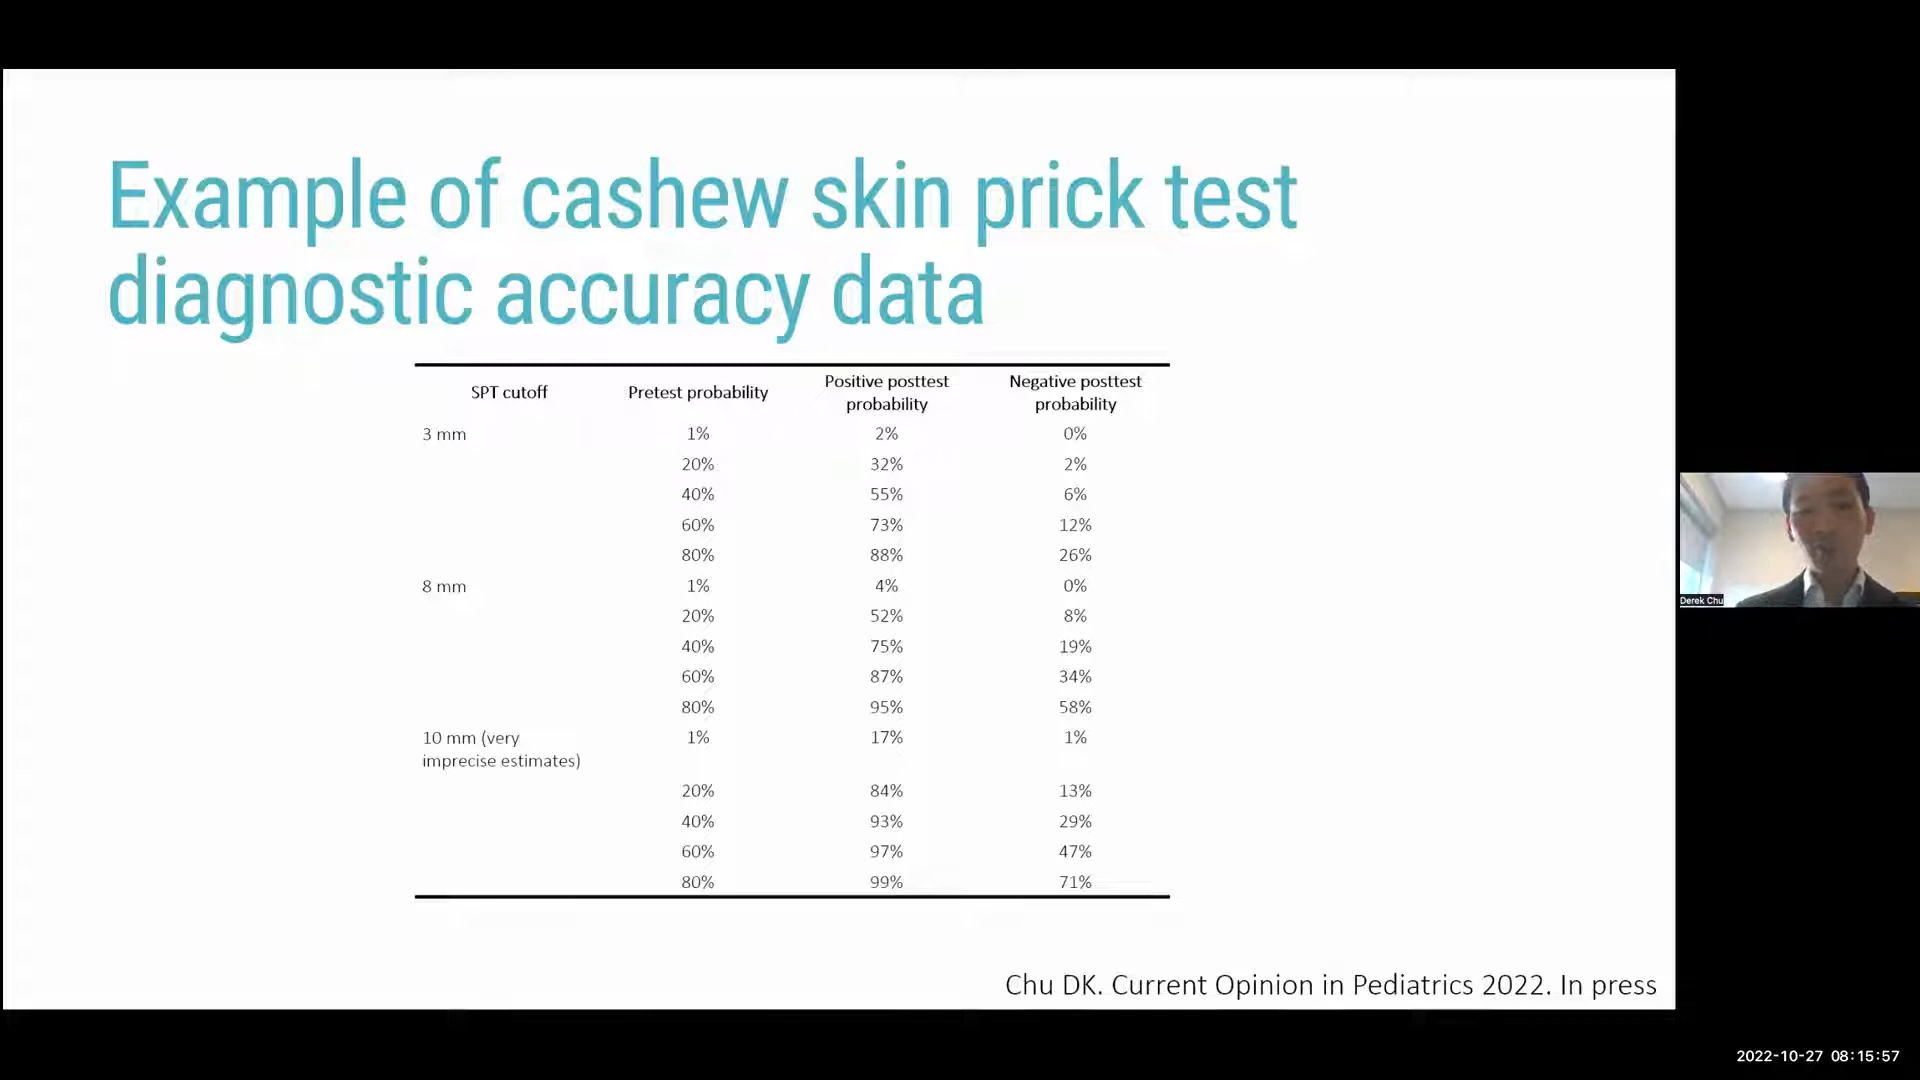 Example of cashew skin prick test
diagnostic accuracy data
SPT cutoff Pretest probability Positive posttest probability Negative posttest probability
3 mm 1% 2% 0%
20% 32% 2%
40% 55% 6%
60% 73% 12%
80% 88% 26%
8 mm 1% 4% 0%
20% 52% 8%
40% 75% 19%
60% 87% 34%
80% 95% 58%
10 mm (very imprecise estimates) 1% 17% 1%
20% 84% 13%
40% 93% 29%
60% 97% 47%
80% 99% 71%
Chu DK. Current Opinion in Pediatrics 2022. In press
Derek Chu
2022-10-27 08:15:57